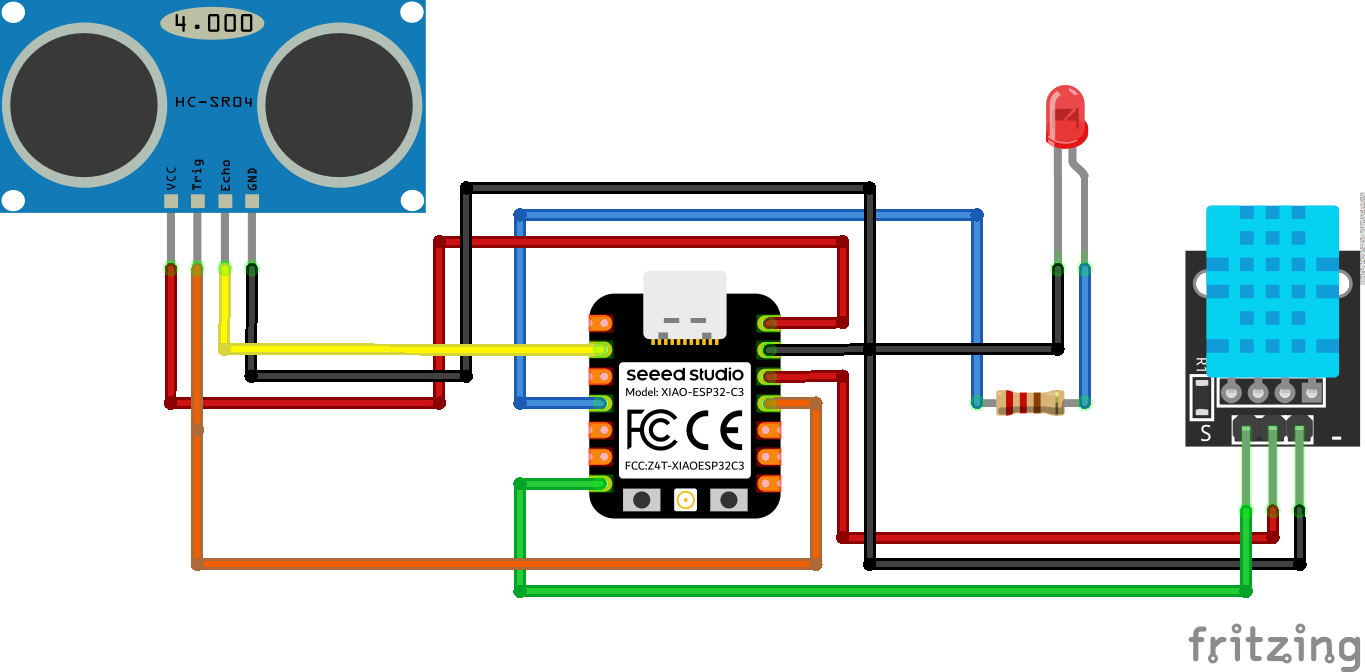 4.000
HC-SR04
VCC
Trig
Echo
GND
seeed studio
Model: XIAO-ESP32-C3
FC CE
FCC:Z4T-XIAOESP32C3
S
-
fritzing